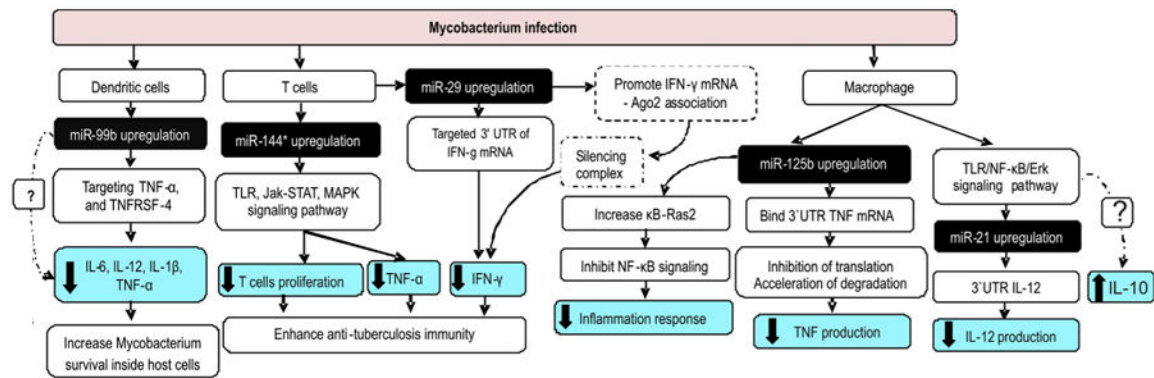 Mycobacterium infection
Dendritic cells
T cells
miR-29 upregulation
Promote IFN-γ mRNA
- Ago2 association
Macrophage
miR-99b upregulation
miR-144* upregulation
Targeted 3' UTR of
IFN-g mRNA
Silencing
complex
miR-125b upregulation
TLR/NF-κB/Erk
signaling pathway
?
Targeting TNF-α,
and TNFRSF-4
TLR, Jak-STAT, MAPK
signaling pathway
Increase κB-Ras2
Bind 3`UTR TNF mRNA
?
miR-21 upregulation
IL-6, IL-12, IL-1β,
TNF-α
T cells proliferation
TNF-α
IFN-γ
Inhibit NF-κB signaling
Inhibition of translation
Acceleration of degradation
3`UTR IL-12
IL-10
Increase Mycobacterium
survival inside host cells
Enhance anti-tuberculosis immunity
Inflammation response
TNF production
IL-12 production